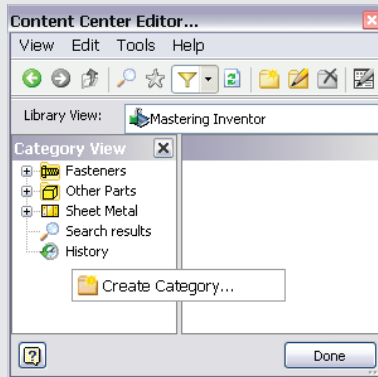 Content Center Editor...
View Edit Tools Help
Library View: Mastering Inventor
Category View
Fasteners
Other Parts
Sheet Metal
Search results
History
Create Category...
Done